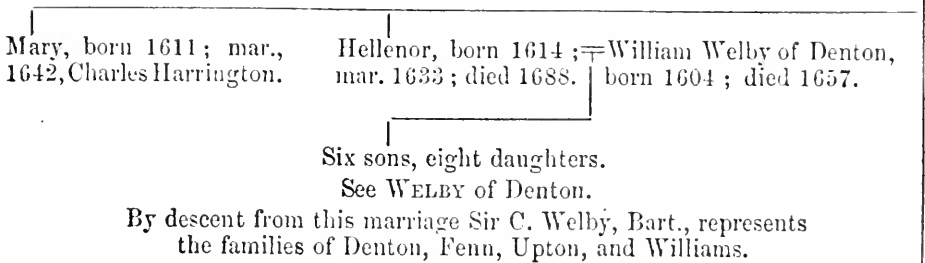 Mary, born 1611; mar.,
1642, Charles Harrington.
Hellenor, born 1614;╤William Welby of Denton,
mar. 1633; died 1688. born 1604; died 1657.
Six sons, eight daughters.
See WELBY of Denton.
By descent from this marriage Sir C. Welby, Bart., represents
the families of Denton, Fenn, Upton, and Williams.